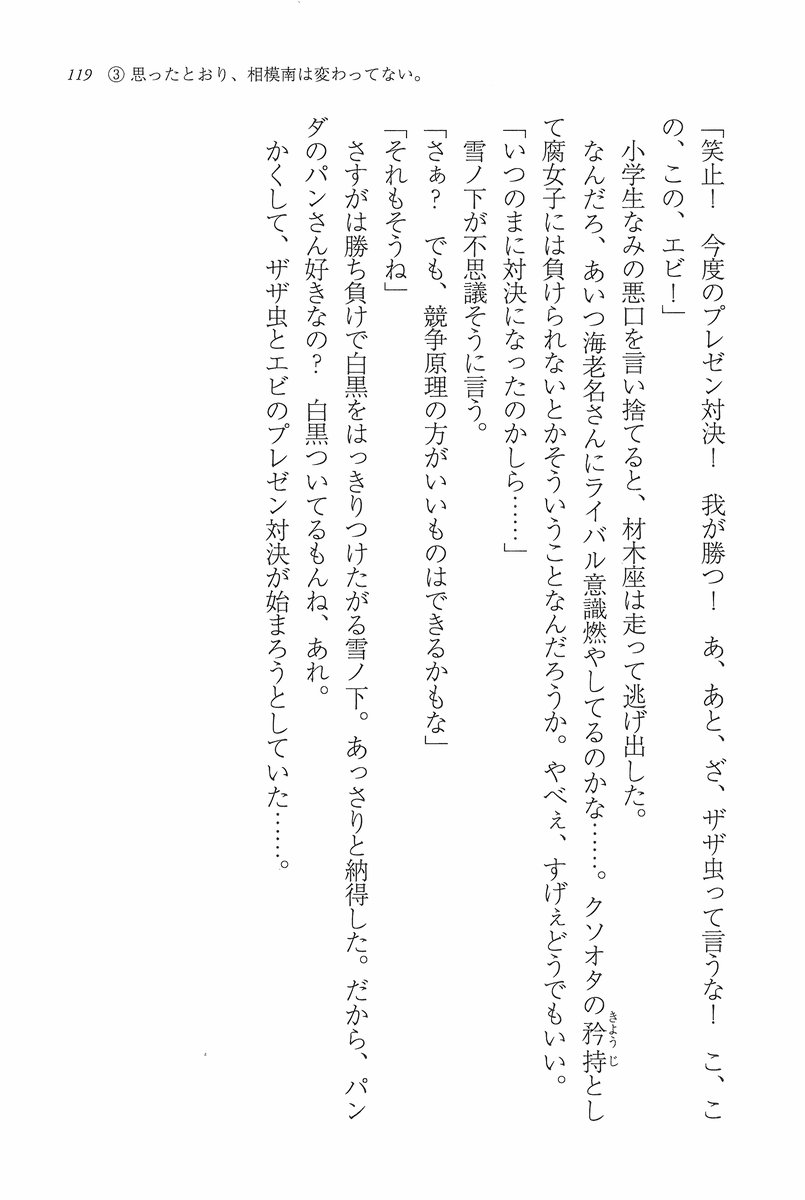 119 ③思ったとおり、相模南は変わってない。
「笑止！　今度のプレゼン対決！　我が勝つ！　あ、あと、ざ、ザザ虫って言うな！　こ、こ
の、この、エビ！」
　小学生なみの悪口を言い捨てると、材木座は走って逃げ出した。
　なんだろ、あいつ海老名さんにライバル意識燃やしてるのかな……。クソオタの矜持とし
て腐女子には負けられないとかそういうことなんだろうか。やべぇ、すげぇどうでもいい。
「いつのまに対決になったのかしら……」
　雪ノ下が不思議そうに言う。
「さぁ？　でも、競争原理の方がいいものはできるかもな」
「それもそうね」
　さすがは勝ち負けで白黒をはっきりつけたがる雪ノ下。あっさりと納得した。だから、パン
ダのパンさん好きなの？　白黒ついてるもんね、あれ。
　かくして、ザザ虫とエビのプレゼン対決が始まろうとしていた……。
きょうじ